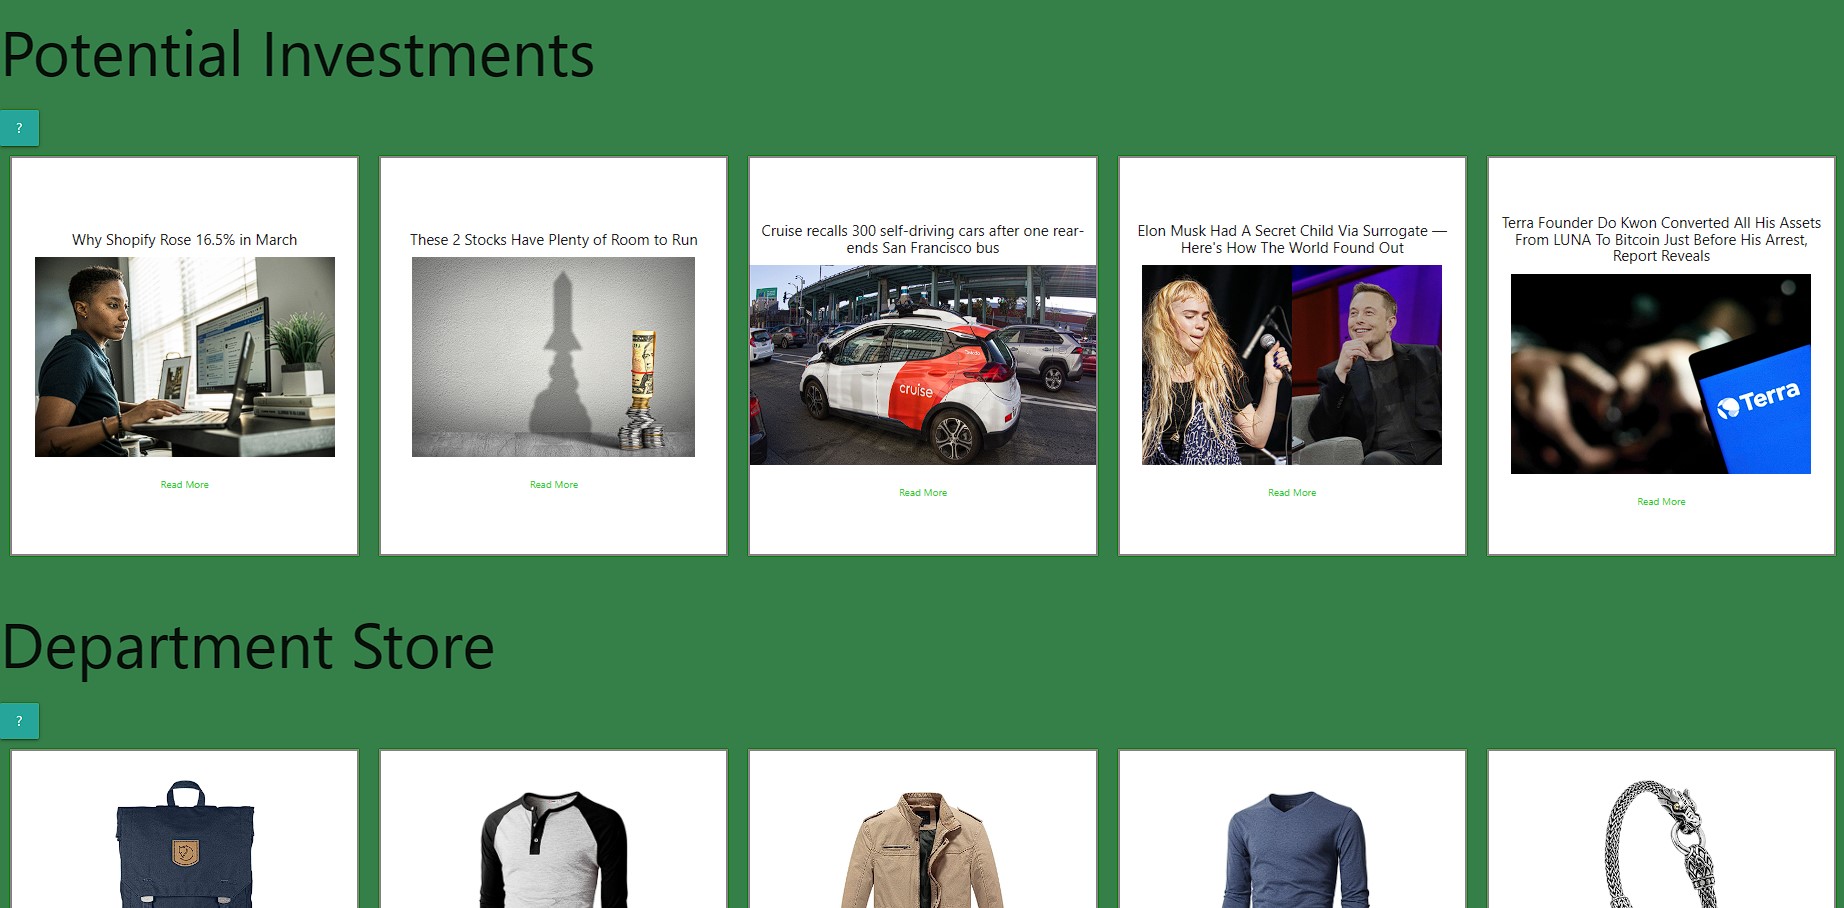 Potential Investments
?
Why Shopify Rose 16.5% in March
Read More
These 2 Stocks Have Plenty of Room to Run
Read More
Cruise recalls 300 self-driving cars after one rear-
ends San Francisco bus
cruise
Read More
Elon Musk Had A Secret Child Via Surrogate —
Here's How The World Found Out
Read More
Terra Founder Do Kwon Converted All His Assets
From LUNA To Bitcoin Just Before His Arrest,
Report Reveals
Terra
Read More
Department Store
?